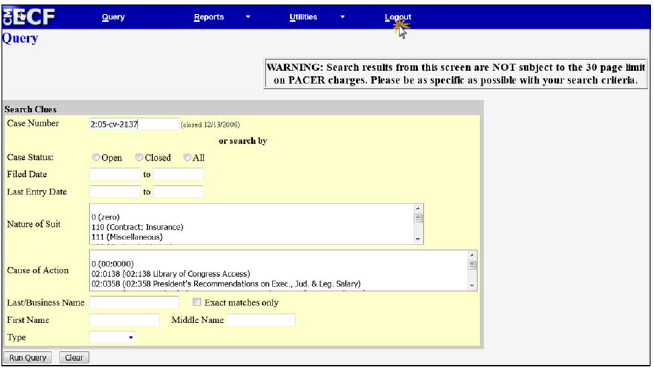 CM ECF Query Reports Utilities Logout
Query
WARNING: Search results from this screen are NOT subject to the 30 page limit
on PACER charges. Please be as specific as possible with your search criteria.
Search Clues
Case Number 2:05-cv-2137 (closed 12/13/2006)
or search by
Case Status: Open Closed All
Filed Date to
Last Entry Date to
0 (zero)
Nature of Suit 110 (Contract: Insurance)
111 (Miscellaneous)
0 (00:0000)
Cause of Action 02:0138 (02:138 Library of Congress Access)
02:0358 (02:358 President's Recommendations on Exec., Jud. & Leg. Salary)
Last/Business Name Exact matches only
First Name Middle Name
Type
Run Query Clear